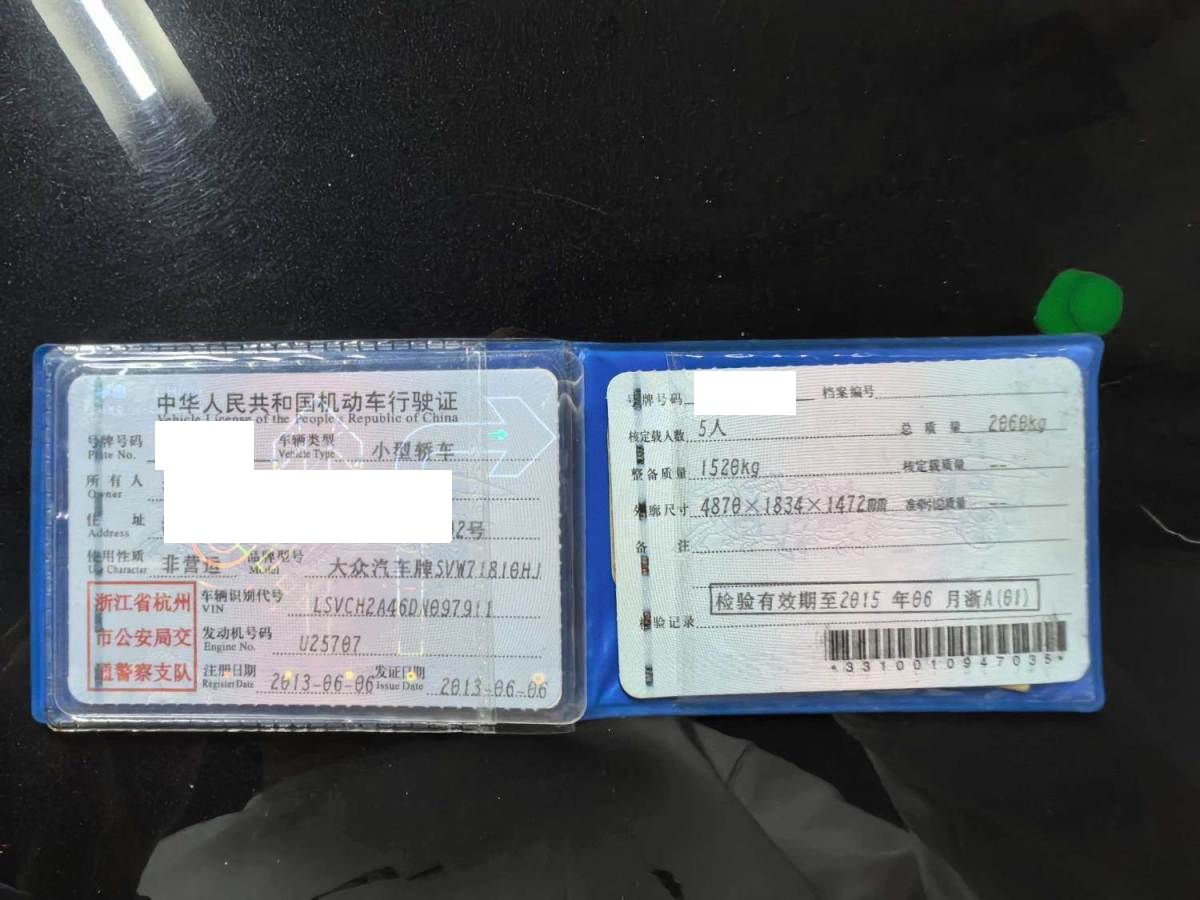 中华人民共和国机动车行驶证
Vehicle License of the People's Republic of China
号牌号码 车辆类型 小型轿车
Plate No. Vehicle Type
所有人
Owner
住 址 2号
Address
使用性质 非营运 品牌型号 大众汽车牌SVW71810HJ
Use Character Model
浙江省杭州
市公安局交
通警察支队
车辆识别代号 LSVCH2A46DN097911
VIN
发动机号码 U25707
Engine No.
注册日期 2013-06-06 发证日期 2013-06-06
Register Date Issue Date
号牌号码 档案编号
核定载人数 5人 总质量 2060kg
整备质量 1520kg 核定载质量 --
外廓尺寸 4870×1834×1472mm 准牵引总质量 --
备 注
检验有效期至2015 年06 月浙A(01)
检验记录
*3310010947035*